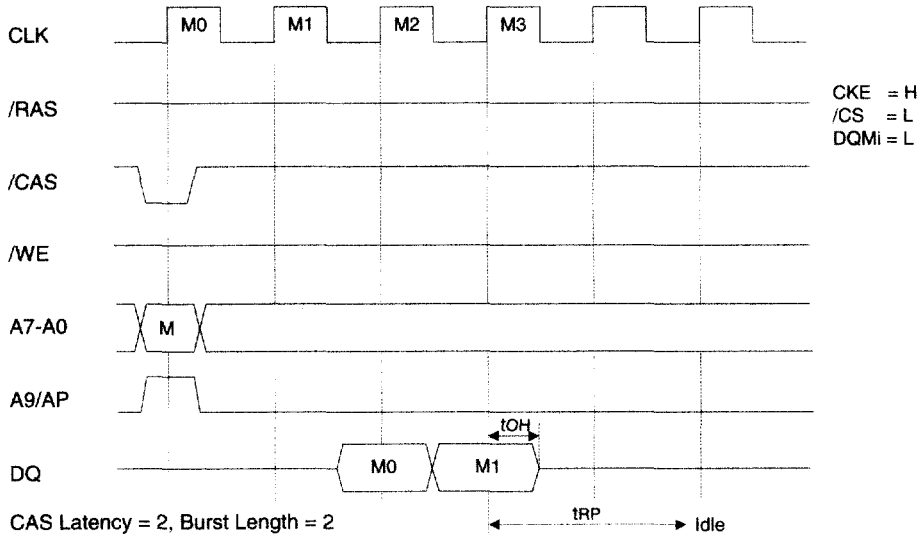 CLK M0 M1 M2 M3
CKE = H
/RAS
/CS = L
DQMi = L
/CAS
/WE
A7-A0 M
A9/AP
tOH
DQ M0 M1
CAS Latency = 2, Burst Length = 2 tRP Idle